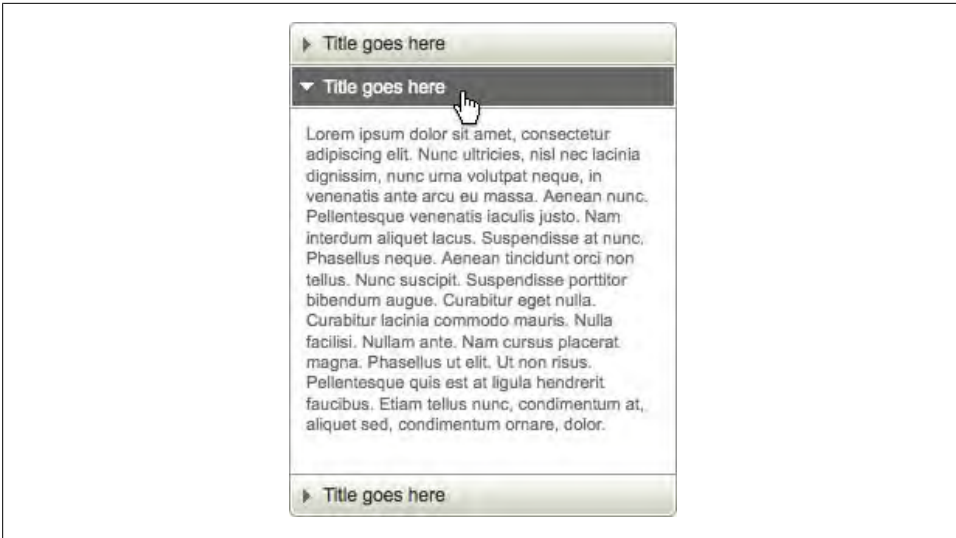 Title goes here
Title goes here
Lorem ipsum dolor sit amet, consectetur
adipiscing elit. Nunc ultricies, nisl nec lacinia
dignissim, nunc urna volutpat neque, in
venenatis ante arcu eu massa. Aenean nunc.
Pellentesque venenatis iaculis justo. Nam
interdum aliquet lacus. Suspendisse at nunc.
Phasellus neque. Aenean tincidunt orci non
tellus. Nunc suscipit. Suspendisse porttitor
bibendum augue. Curabitur eget nulla.
Curabitur lacinia commodo mauris. Nulla
facilisi. Nullam ante. Nam cursus placerat
magna. Phasellus ut elit. Ut non risus.
Pellentesque quis est at ligula hendrerit
faucibus. Etiam tellus nunc, condimentum at,
aliquet sed, condimentum ornare, dolor.
Title goes here